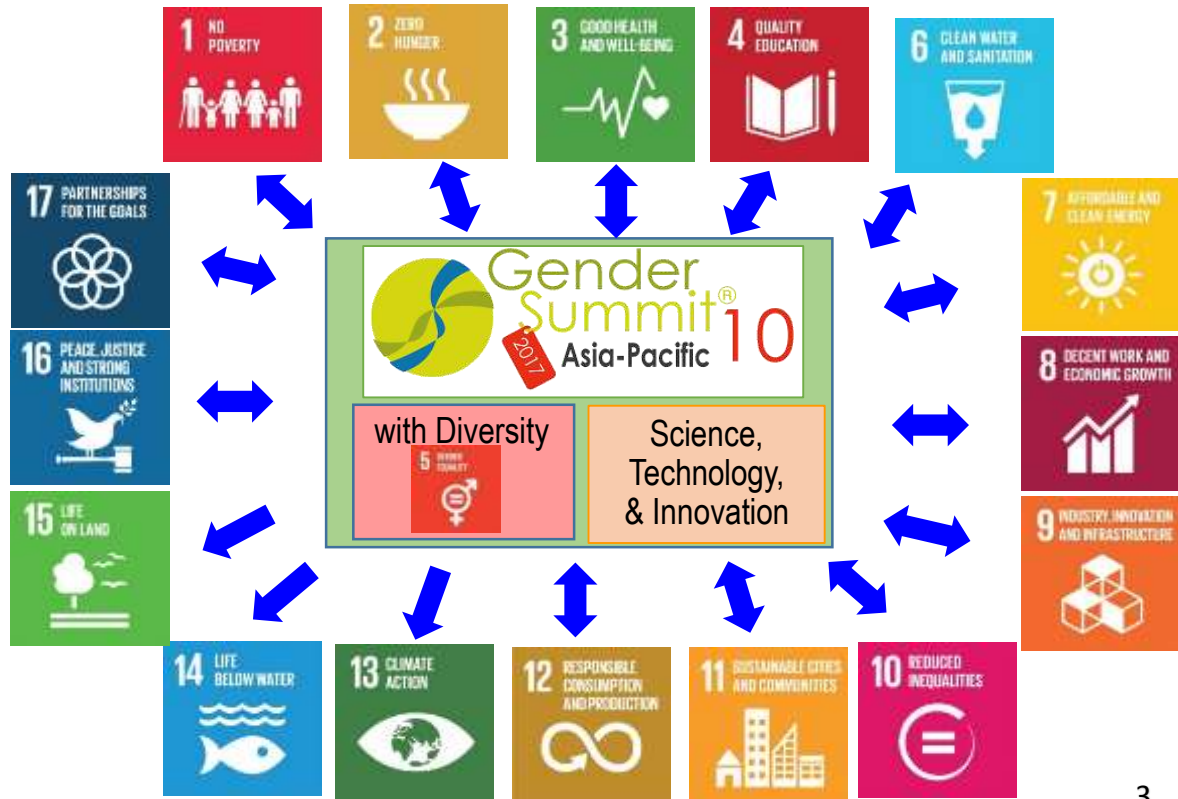 1 NO
POVERTY
2 ZERO
HUNGER
3 GOOD HEALTH
AND WELL-BEING
4 QUALITY
EDUCATION
6 CLEAN WATER
AND SANITATION
17 PARTNERSHIPS
FOR THE GOALS
7 AFFORDABLE AND
CLEAN ENERGY
Gender
Summit®
10
2017
Asia-Pacific
16 PEACE, JUSTICE
AND STRONG
INSTITUTIONS
8 DECENT WORK AND
ECONOMIC GROWTH
with Diversity
5 GENDER
EQUALITY
Science,
Technology,
& Innovation
15 LIFE
ON LAND
9 INDUSTRY, INNOVATION
AND INFRASTRUCTURE
14 LIFE
BELOW WATER
13 CLIMATE
ACTION
12 RESPONSIBLE
CONSUMPTION
AND PRODUCTION
11 SUSTAINABLE CITIES
AND COMMUNITIES
10 REDUCED
INEQUALITIES
3